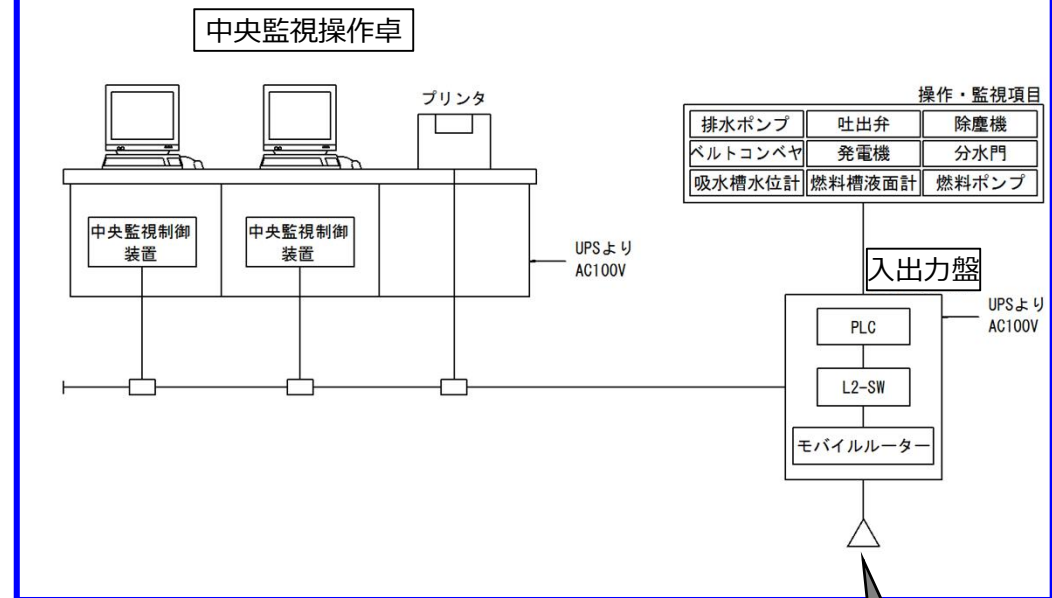 中央監視操作卓
プリンタ
操作・監視項目
排水ポンプ 吐出弁 除塵機
ベルトコンベヤ 発電機 分水門
吸水槽水位計 燃料槽液面計 燃料ポンプ
中央監視制御
装置
中央監視制御
装置
UPSより
AC100V
入出力盤
UPSより
AC100V
PLC
L2-SW
モバイルルーター